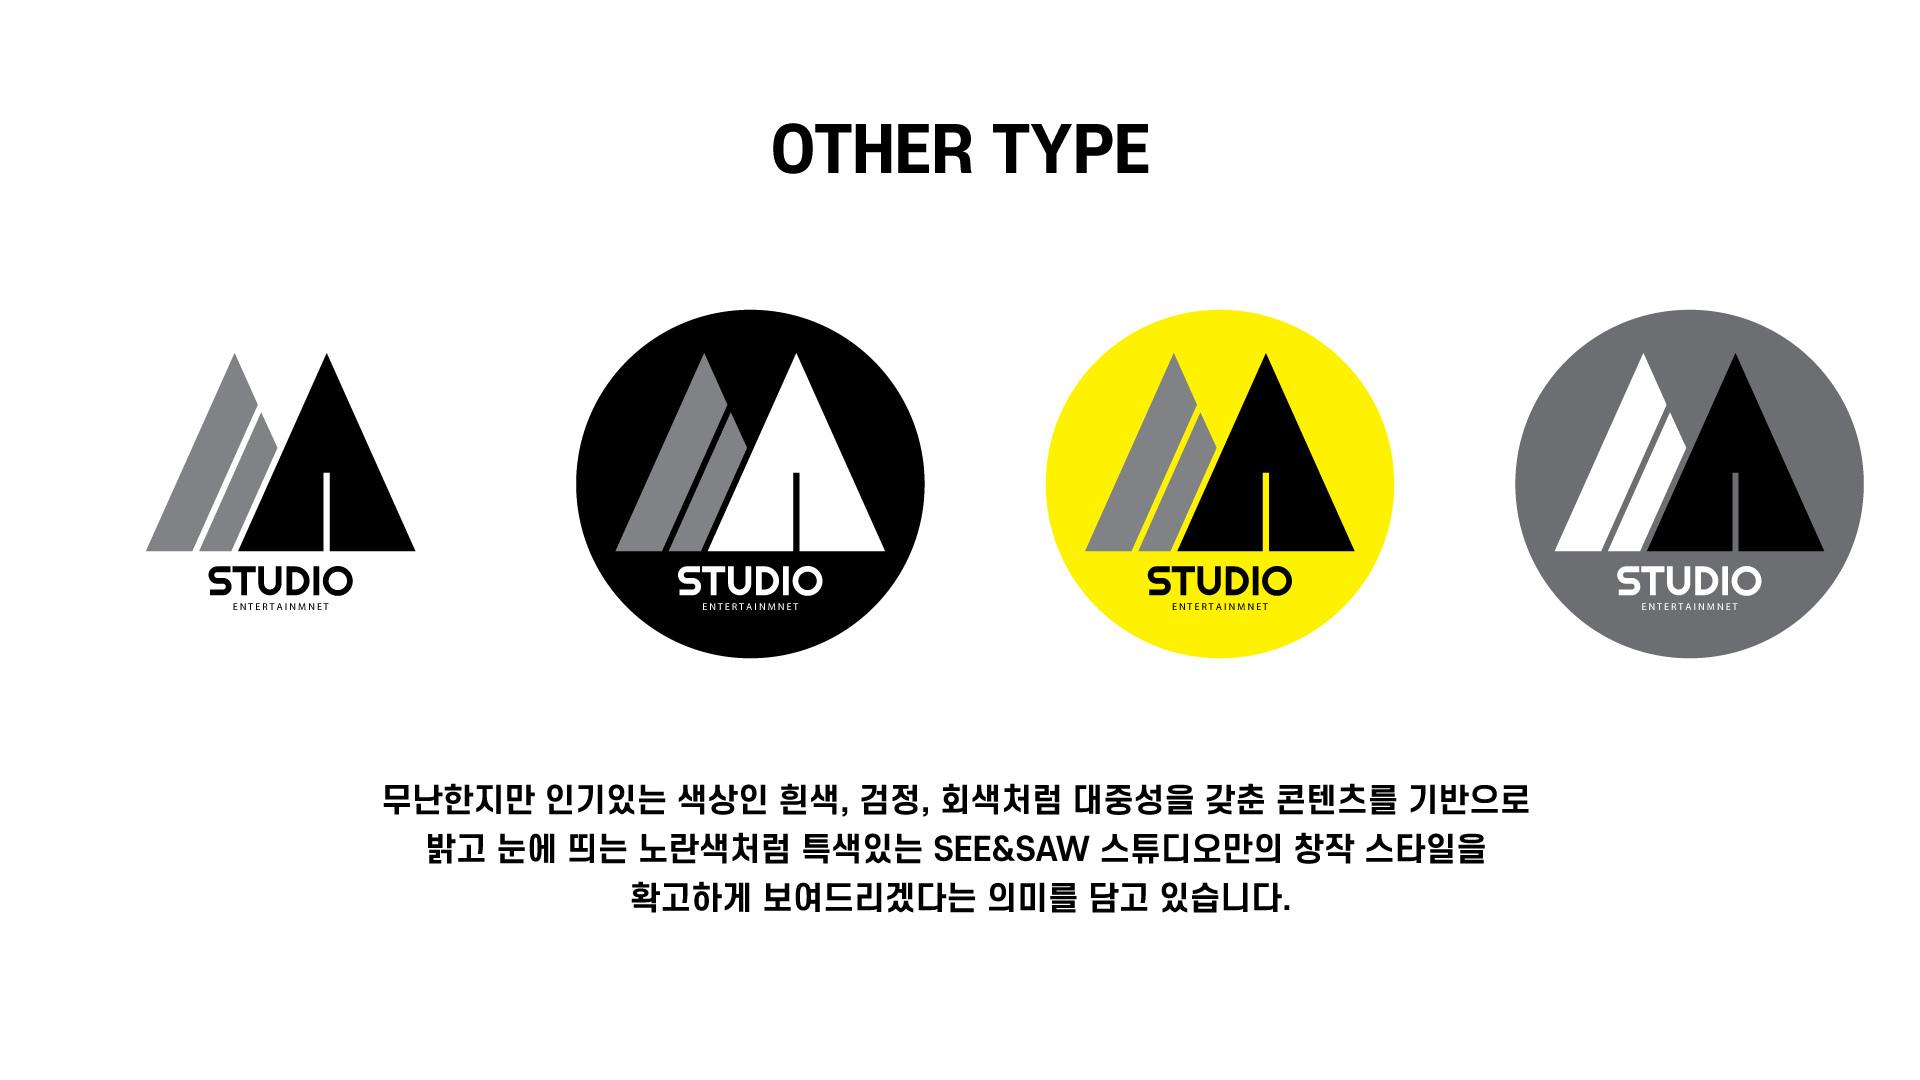 OTHER TYPE
STUDIO
ENTERTAINMNET
STUDIO
ENTERTAINMNET
STUDIO
ENTERTAINMNET
STUDIO
ENTERTAINMNET
무난한지만 인기있는 색상인 흰색, 검정, 회색처럼 대중성을 갖춘 콘텐츠를 기반으로
밝고 눈에 띄는 노란색처럼 특색있는 SEE&SAW 스튜디오만의 창작 스타일을
확고하게 보여드리겠다는 의미를 담고 있습니다.